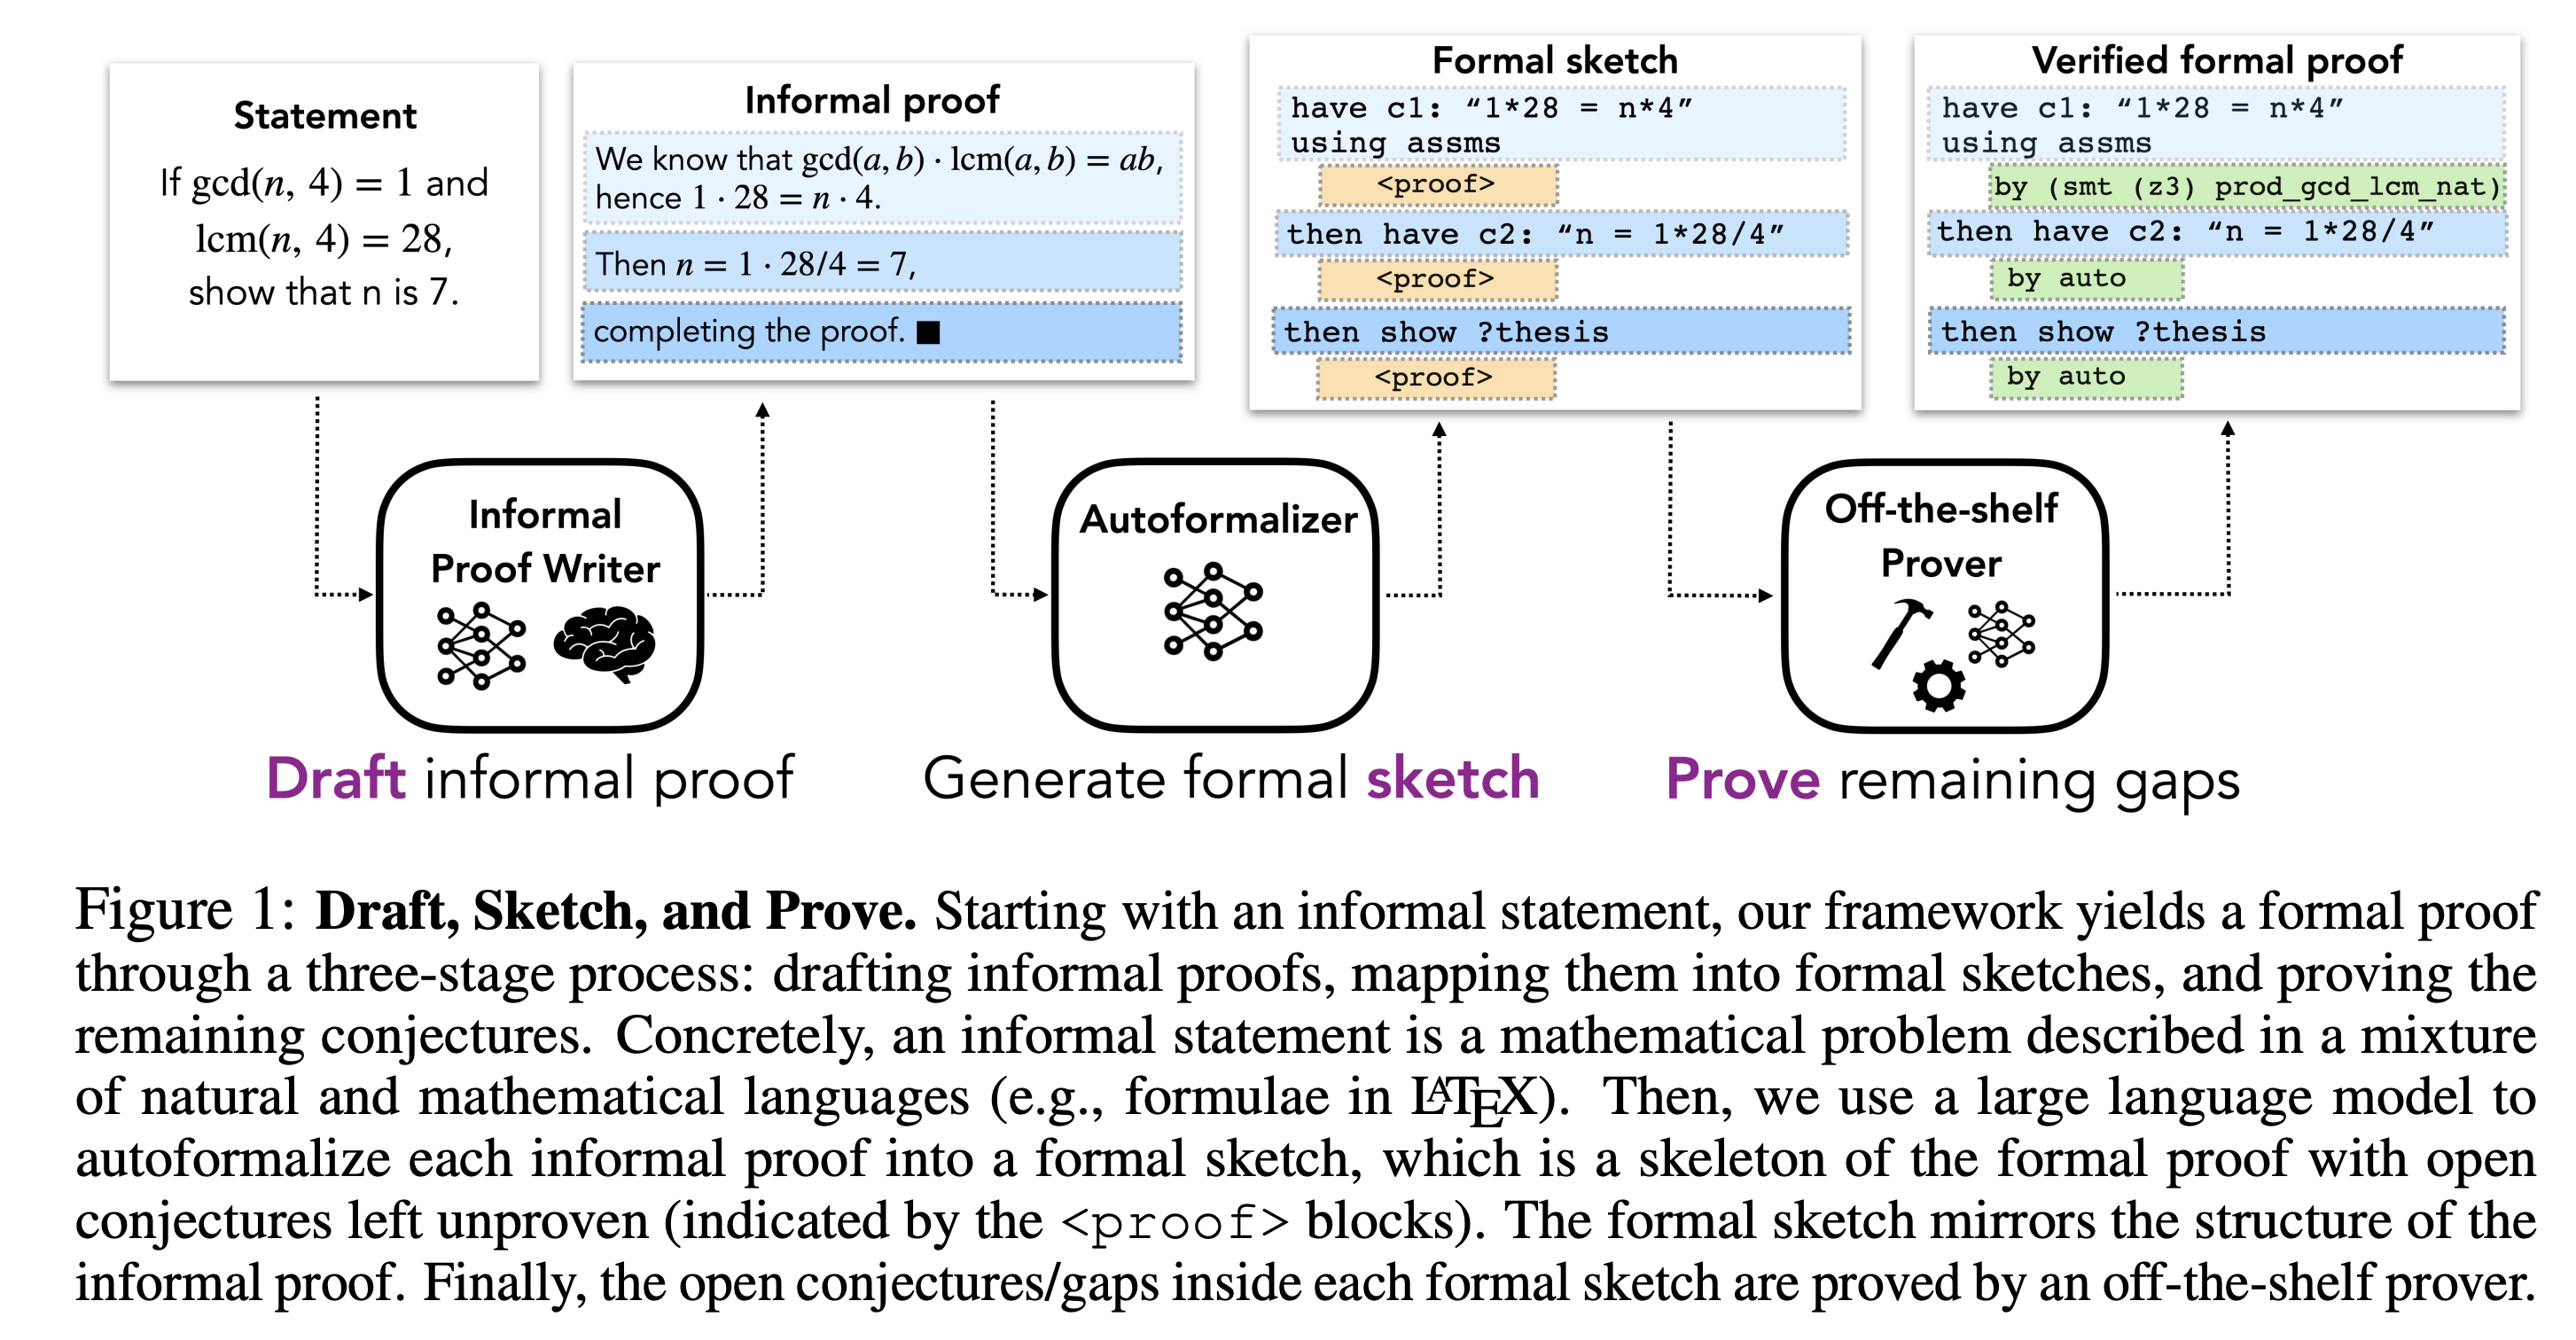 Statement
If gcd(n, 4) = 1 and
lcm(n, 4) = 28,
show that n is 7.
Informal proof
We know that gcd(a, b) · lcm(a, b) = ab,
hence 1 · 28 = n · 4.
Then n = 1 · 28/4 = 7,
completing the proof. ■
Formal sketch
have c1: “1*28 = n*4”
using assms
<proof>
then have c2: “n = 1*28/4”
<proof>
then show ?thesis
<proof>
Verified formal proof
have c1: “1*28 = n*4”
using assms
by (smt (z3) prod_gcd_lcm_nat)
then have c2: “n = 1*28/4”
by auto
then show ?thesis
by auto
Informal
Proof Writer
Autoformalizer
Off-the-shelf
Prover
Draft informal proof
Generate formal sketch
Prove remaining gaps
Figure 1: Draft, Sketch, and Prove. Starting with an informal statement, our framework yields a formal proof
through a three-stage process: drafting informal proofs, mapping them into formal sketches, and proving the
remaining conjectures. Concretely, an informal statement is a mathematical problem described in a mixture
of natural and mathematical languages (e.g., formulae in LATEX). Then, we use a large language model to
autoformalize each informal proof into a formal sketch, which is a skeleton of the formal proof with open
conjectures left unproven (indicated by the <proof> blocks). The formal sketch mirrors the structure of the
informal proof. Finally, the open conjectures/gaps inside each formal sketch are proved by an off-the-shelf prover.